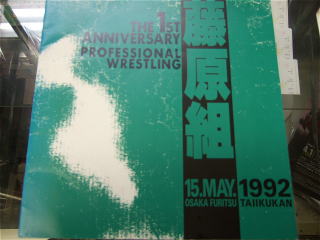 THE 1ST
ANNIVERSARY
PROFESSIONAL
WRESTLING
藤原組
15.MAY.1992
OSAKA FURITSU TAIIKUKAN